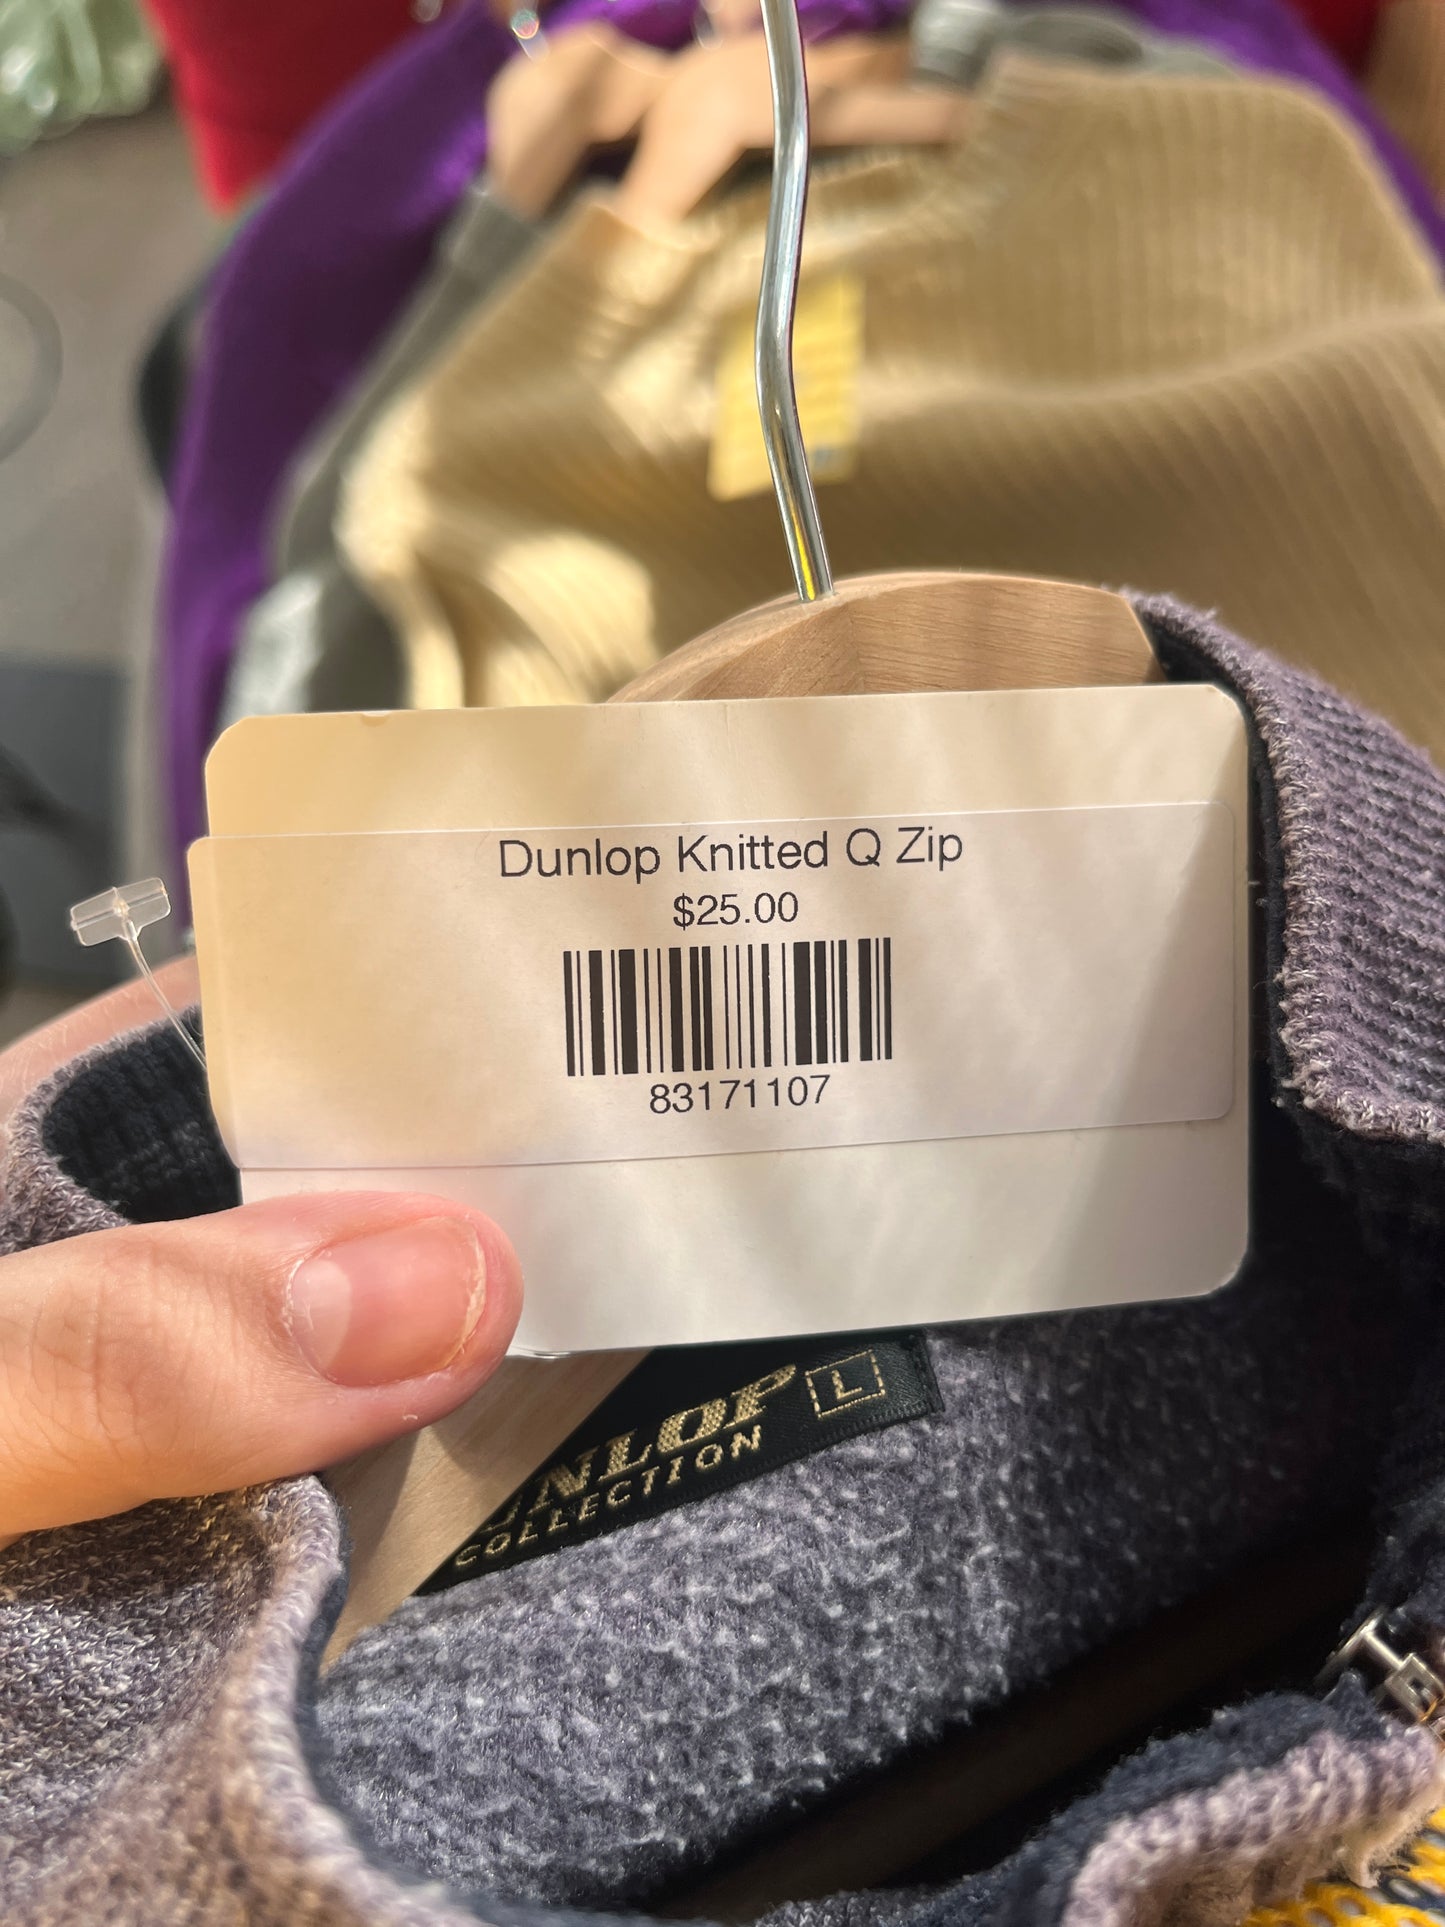 Dunlop Knitted Q Zip
$25.00
83171107
L
COLLECTION